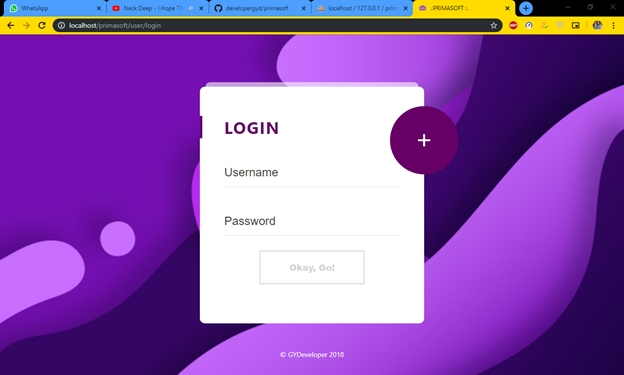 WhatsApp
Neck Deep - I Hope Th
developergyd/primasoft
localhost / 127.0.0.1 / prim
.:PRIMASOFT :.
localhost/primasoft/user/login
LOGIN
+
Username
Password
Okay, Go!
© GYDeveloper 2018